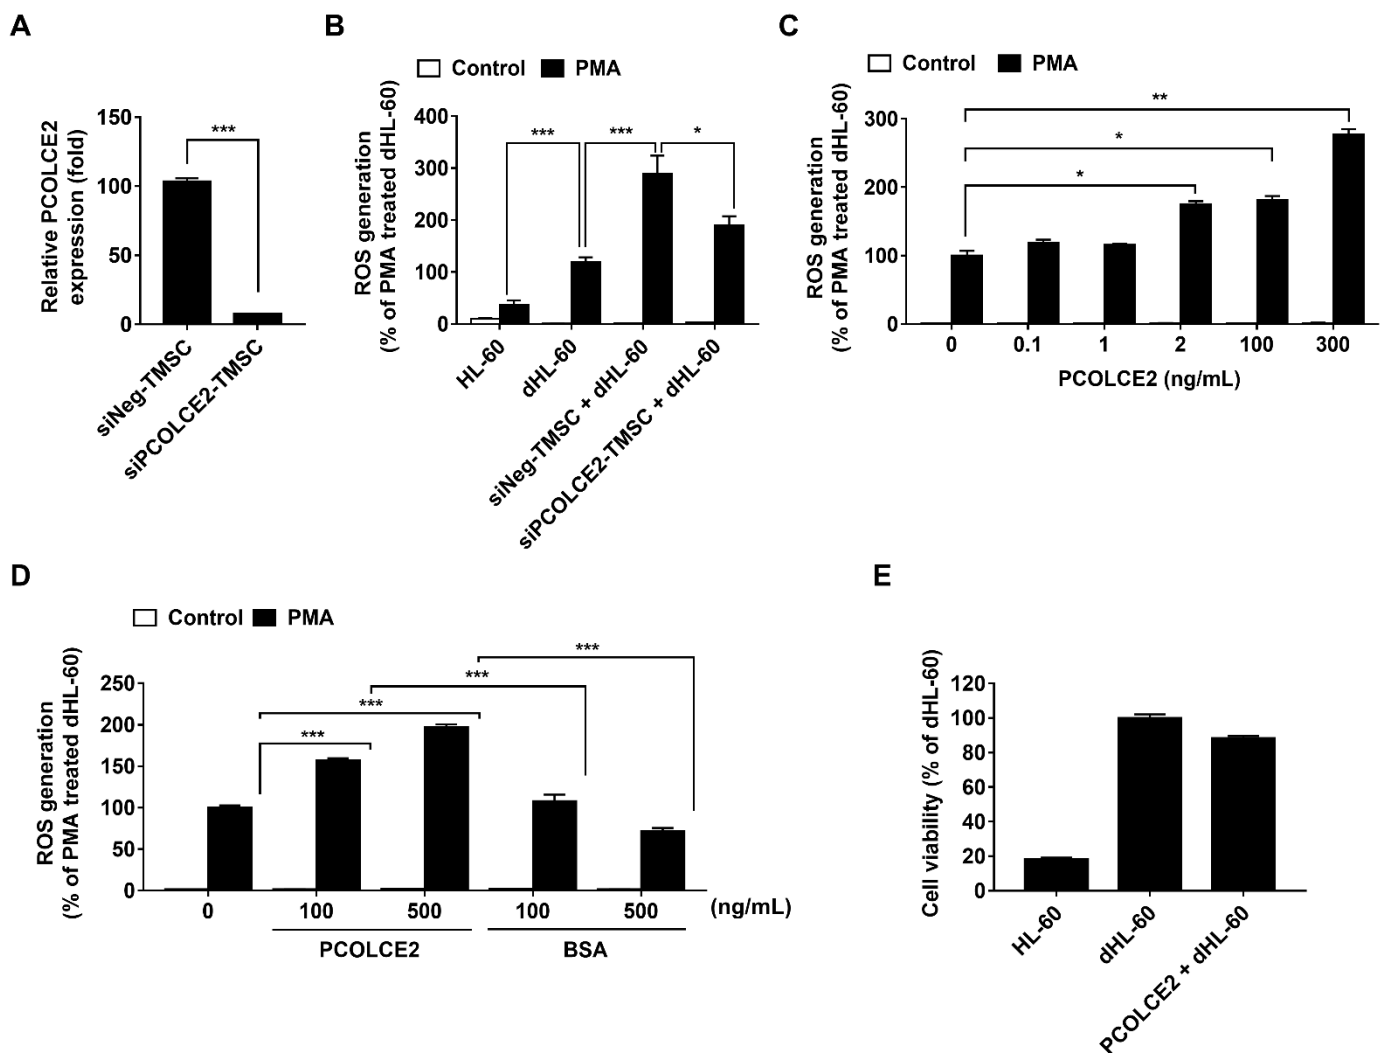 A
Relative PCOLCE2
expression (fold)
150
100
50
0
***
siNeg-TMSC
siPCOLCE2-TMSC
B
Control PMA
ROS generation
(% of PMA treated dHL-60)
400
300
200
100
0
*** *** *
HL-60
dHL-60
siNeg-TMSC + dHL-60
siPCOLCE2-TMSC + dHL-60
C
Control PMA
ROS generation
(% of PMA treated dHL-60)
300
200
100
0
**
*
*
0 0.1 1 2 100 300
PCOLCE2 (ng/mL)
D
Control PMA
ROS generation
(% of PMA treated dHL-60)
250
200
150
100
50
0
***
***
***
***
0 100 500 100 500 (ng/mL)
PCOLCE2 BSA
E
Cell viability (% of dHL-60)
120
100
80
60
40
20
0
HL-60
dHL-60
PCOLCE2 + dHL-60